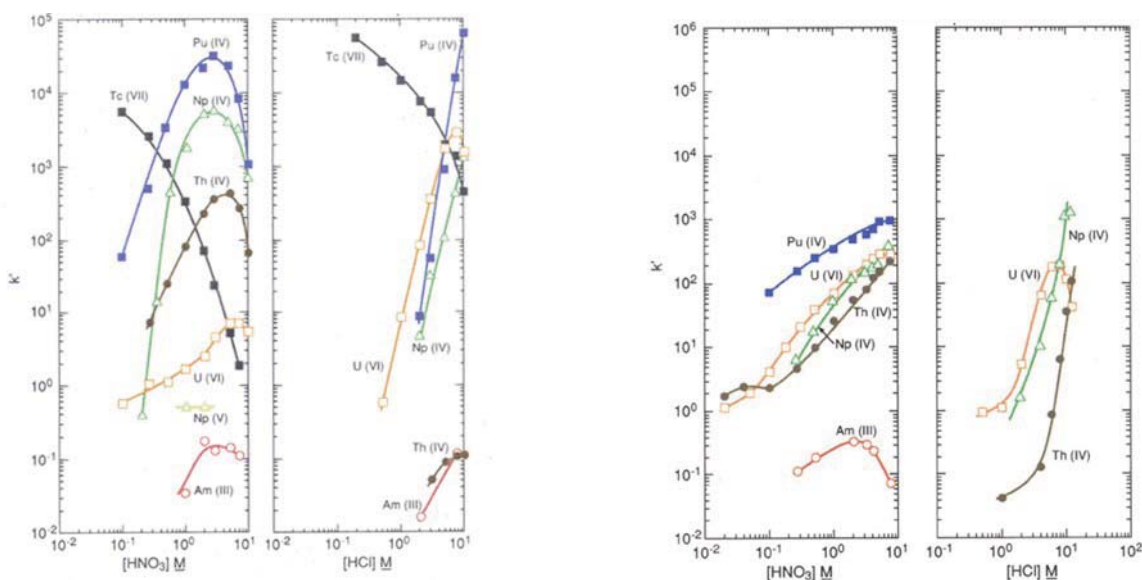 10^5
10^4
10^3
10^2
10^1
10^0
10^-1
10^-2
k'
Pu (IV)
Tc (VII)
Np (IV)
Th (IV)
U (VI)
Np (V)
Am (III)
10^-2 10^-1 10^0 10^1
[HNO3] M
Pu (IV)
Tc (VII)
Np (IV)
U (VI)
Th (IV)
Am (III)
10^-2 10^-1 10^0 10^1
[HCl] M
10^6
10^5
10^4
10^3
10^2
10^1
10^0
10^-1
10^-2
k'
Pu (IV)
U (VI)
Th (IV)
Np (IV)
Am (III)
10^-2 10^-1 10^0 10^1
[HNO3] M
Np (IV)
U (VI)
Th (IV)
10^-2 10^-1 10^0 10^1 10^2
[HCl] M